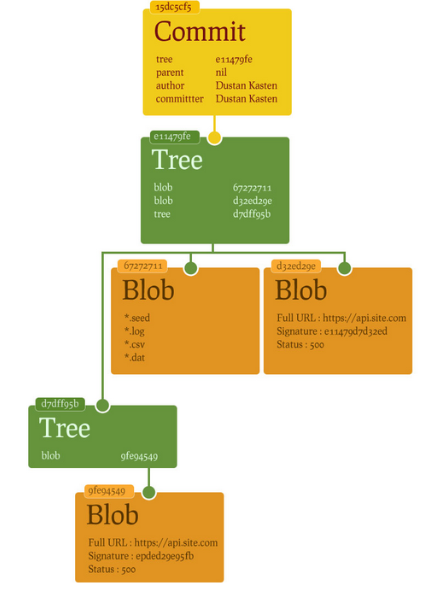 15dc5cf5
Commit
tree e11479fe
parent nil
author Dustan Kasten
committter Dustan Kasten
e11479fe
Tree
blob 67272711
blob d32ed29e
tree d7dff95b
67272711
Blob
*.seed
*.log
*.csv
*.dat
d32ed29e
Blob
Full URL : https://api.site.com
Signature : e11479d7d32ed
Status : 500
d7dff95b
Tree
blob 9fe94549
9fe94549
Blob
Full URL : https://api.site.com
Signature : epded29e95fb
Status : 500